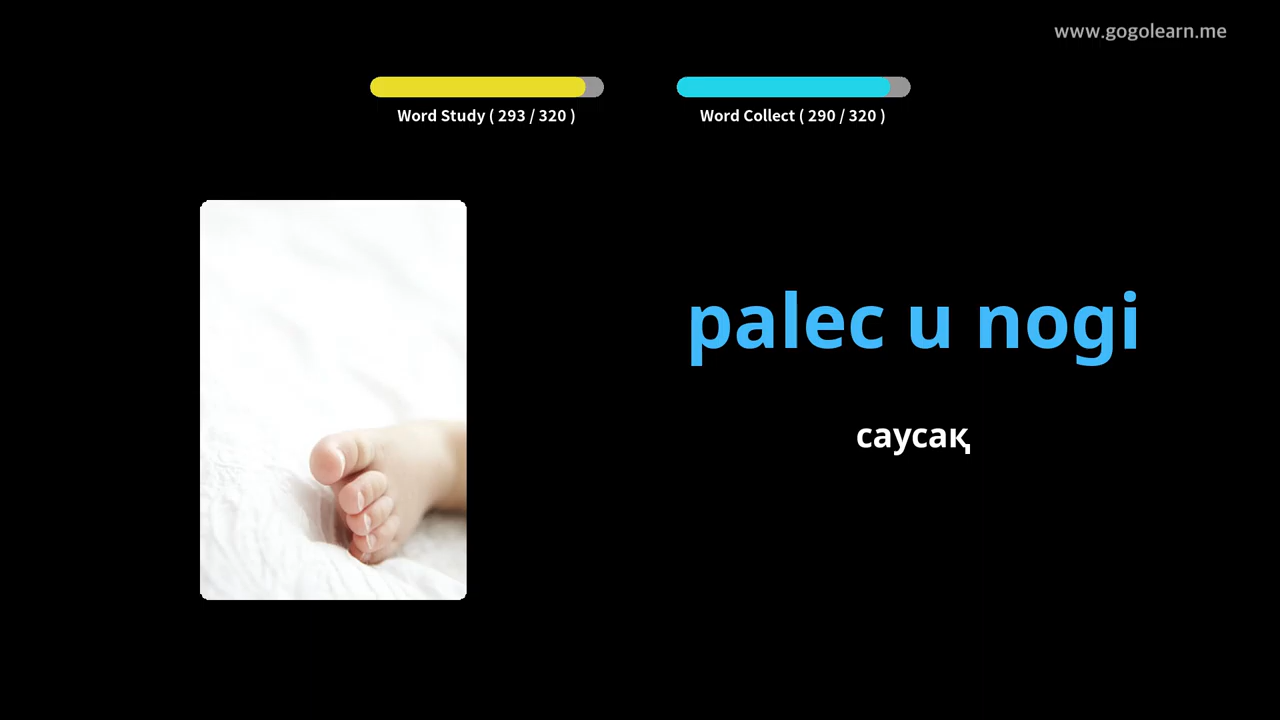 www.gogolearn.me
Word Study ( 293 / 320 )
Word Collect ( 290 / 320 )
palec u nogi
саусақ